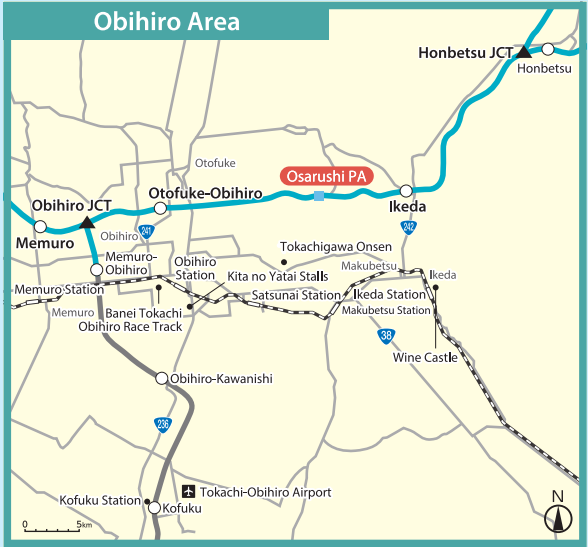 Obihiro Area
Honbetsu JCT
Honbetsu
Otofuke
Osarushi PA
Otofuke-Obihiro
Ikeda
Obihiro JCT
Memuro
Obihiro
241
242
Memuro-
Obihiro
Obihiro
Station
Tokachigawa Onsen
Kita no Yatai Stalls
Makubetsu
Ikeda
Memuro Station
Satsunai Station
Ikeda Station
Memuro
Banei Tokachi
Obihiro Race Track
Makubetsu Station
38
Wine Castle
Obihiro-Kawanishi
236
Kofuku Station
Tokachi-Obihiro Airport
Kofuku
N
0
5km